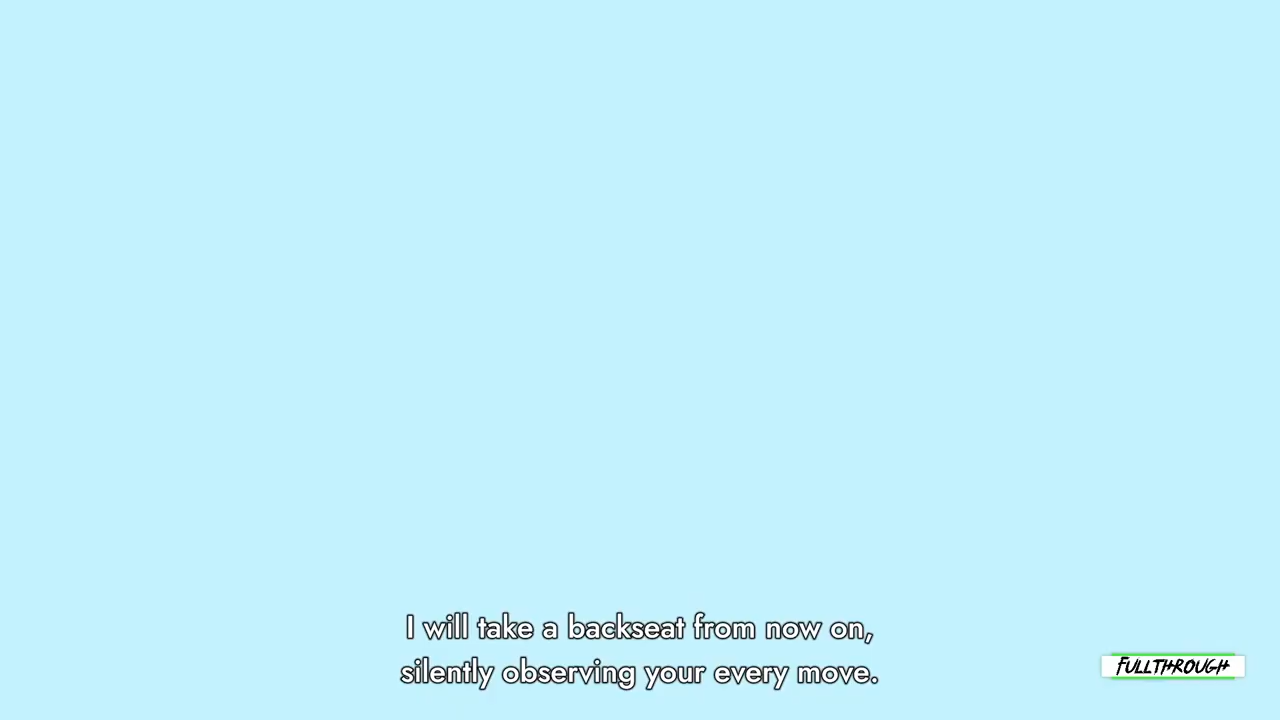 I will take a backseat from now on,
silently observing your every move.
FULLTHROUGH